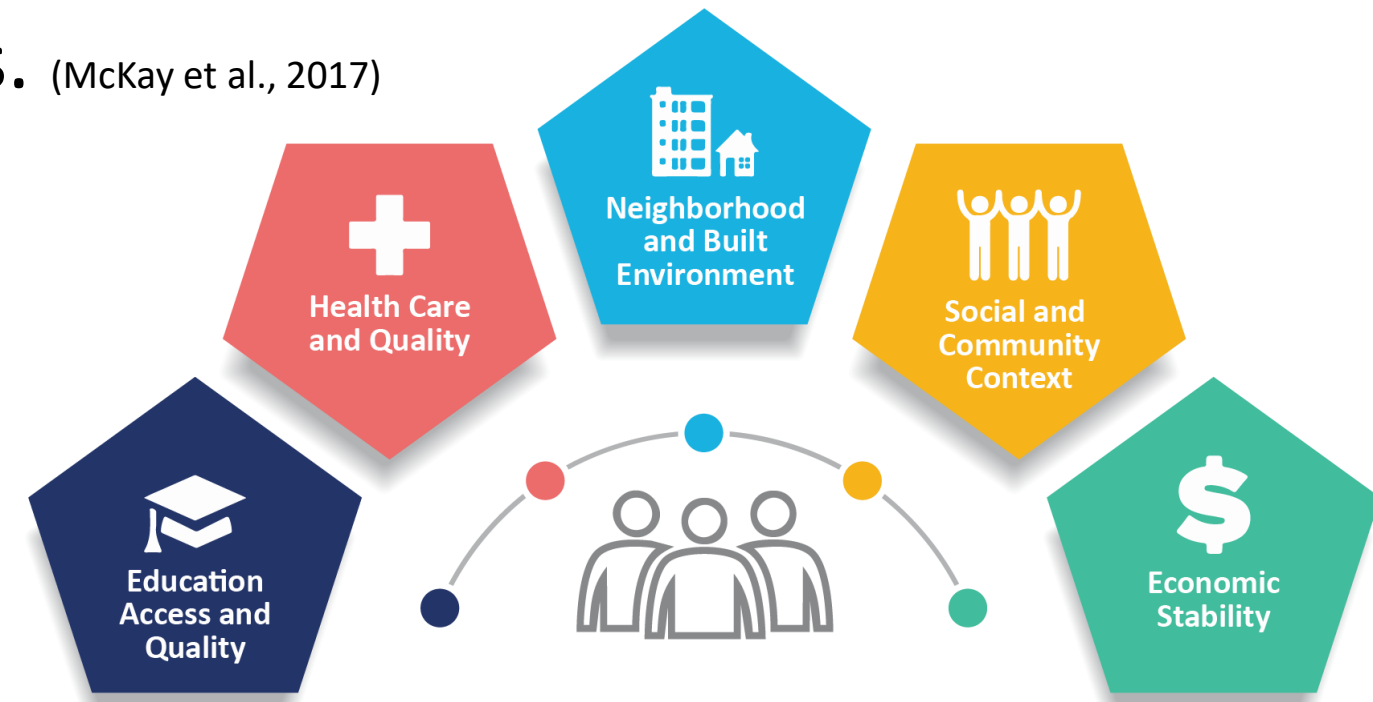 . (McKay et al., 2017)
Neighborhood
and Built
Environment
Health Care
and Quality
Social and
Community
Context
Education
Access and
Quality
Economic
Stability